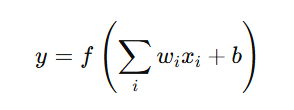 y = f ( ∑_i w_i x_i + b )